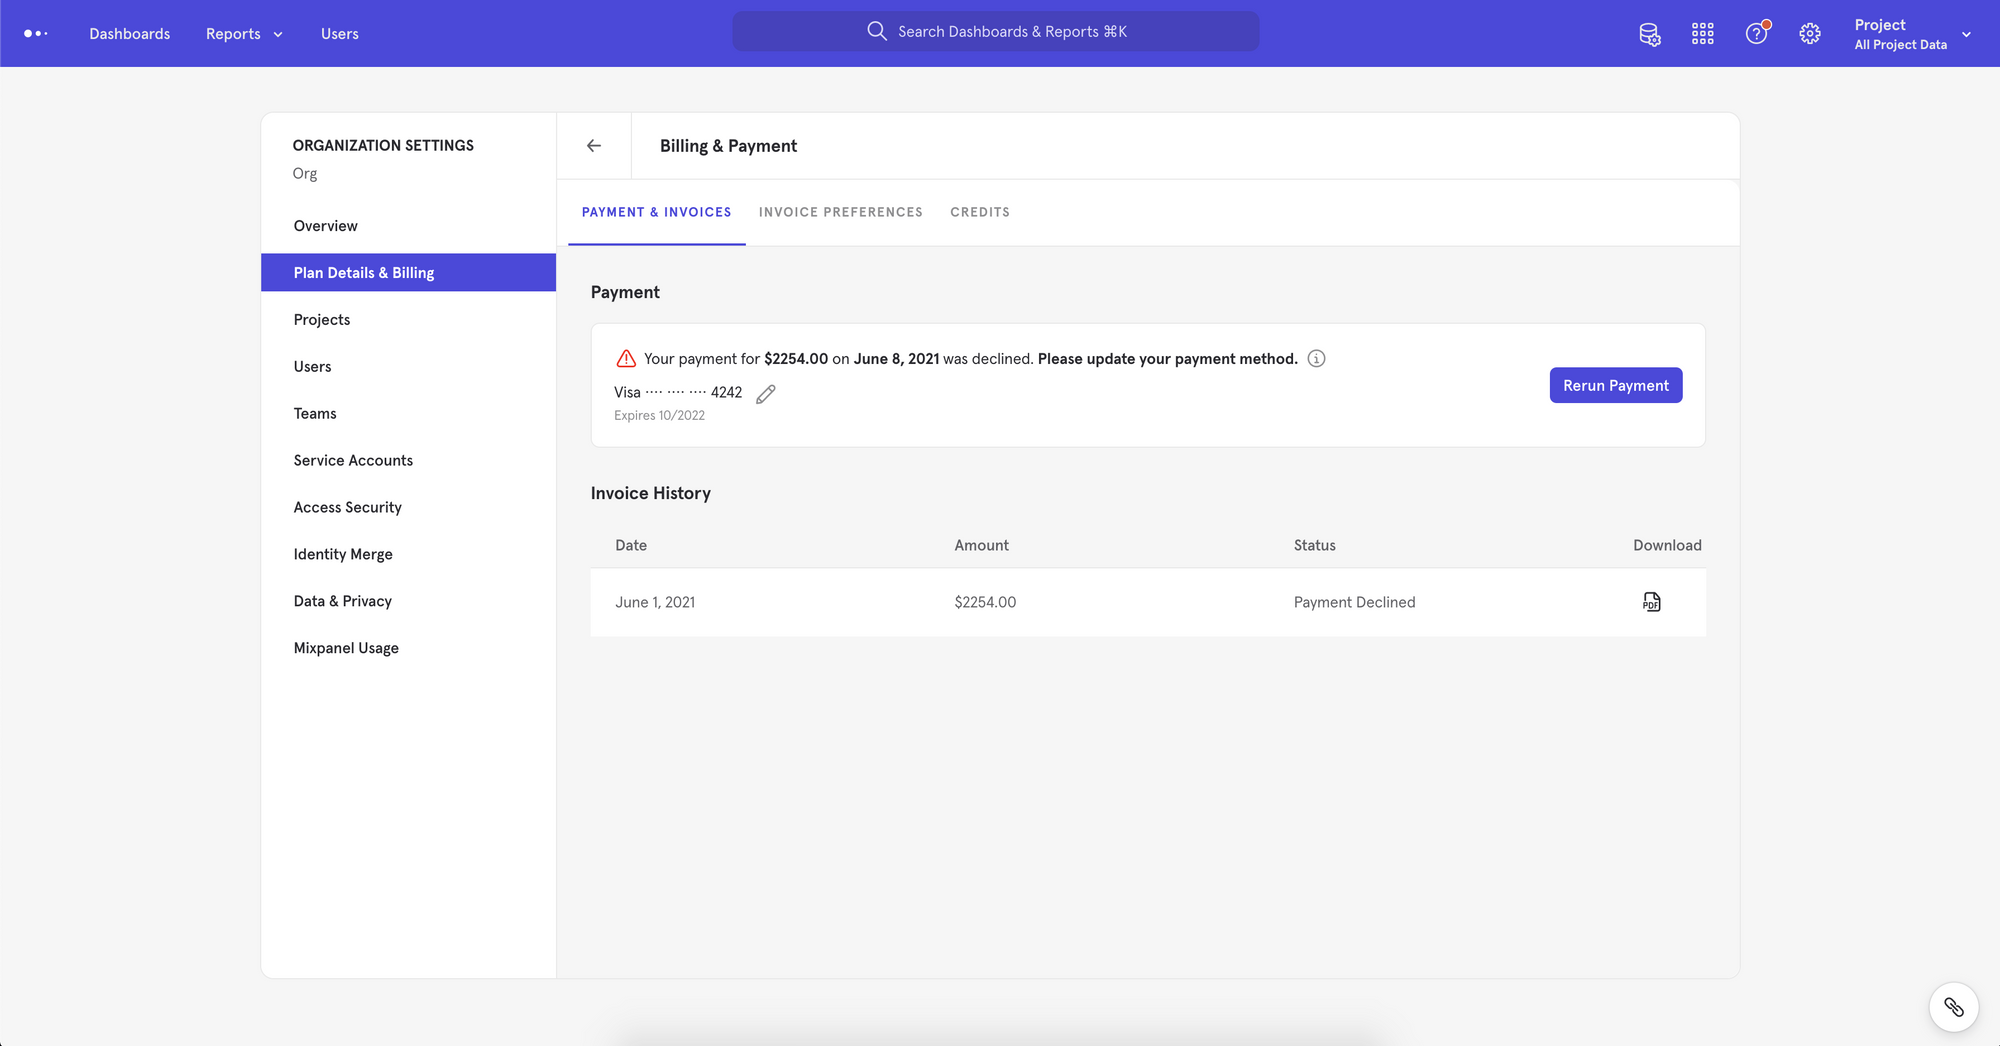 Dashboards
Reports
Users
Search Dashboards & Reports ⌘K
Project
All Project Data
ORGANIZATION SETTINGS
Org
Overview
Plan Details & Billing
Projects
Users
Teams
Service Accounts
Access Security
Identity Merge
Data & Privacy
Mixpanel Usage
Billing & Payment
PAYMENT & INVOICES
INVOICE PREFERENCES
CREDITS
Payment
Your payment for $2254.00 on June 8, 2021 was declined. Please update your payment method.
Visa ···· ···· ···· 4242
Expires 10/2022
Rerun Payment
Invoice History
Date Amount Status Download
June 1, 2021 $2254.00 Payment Declined PDF